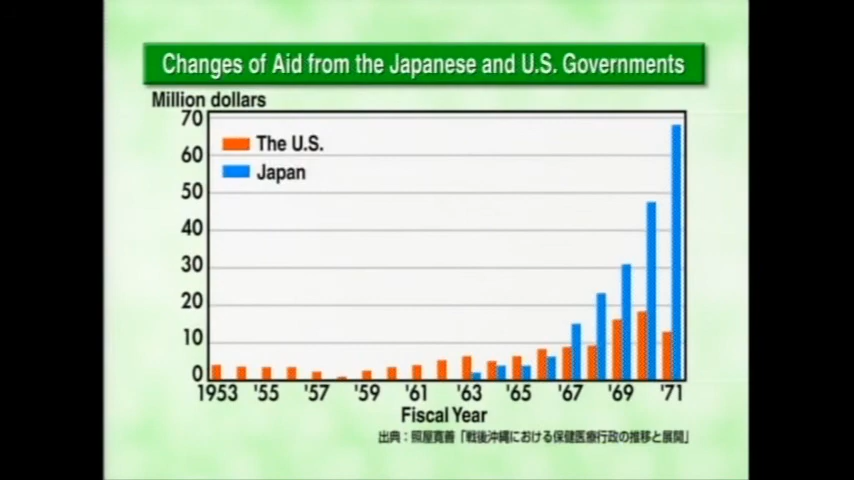 Changes of Aid from the Japanese and U.S. Governments
Million dollars
70
The U.S.
60
Japan
50
40
30
20
10
0
1953 '55 '57 '59 '61 '63 '65 '67 '69 '71
Fiscal Year
出典：照屋寛善「戦後沖縄における保健医療行政の推移と展開」